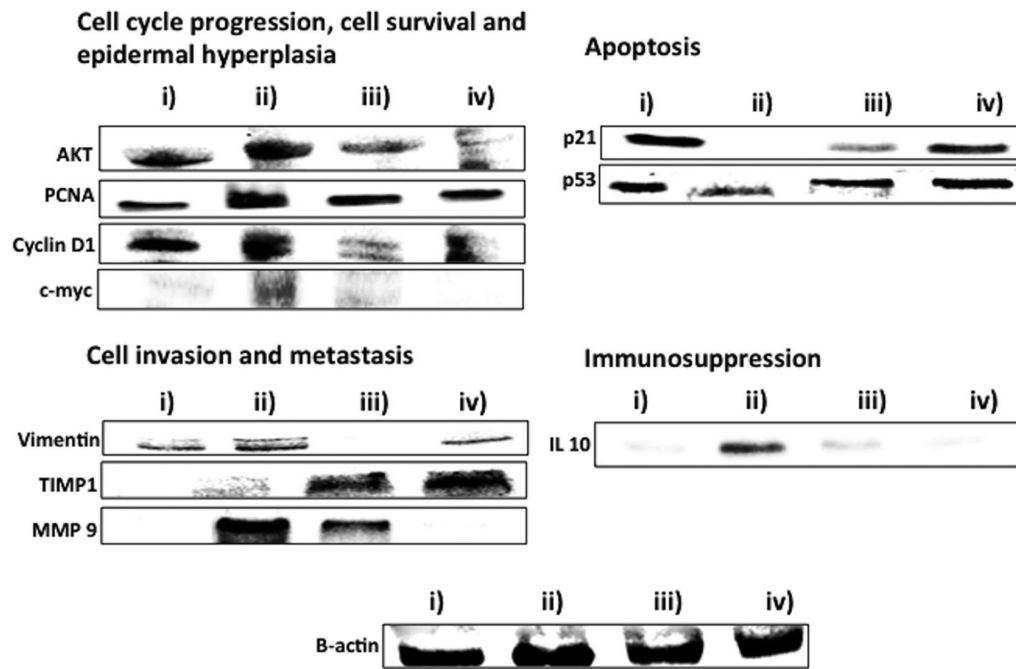 Cell cycle progression, cell survival and
epidermal hyperplasia
i) ii) iii) iv)
AKT
PCNA
Cyclin D1
c-myc
Apoptosis
i) ii) iii) iv)
p21
p53
Cell invasion and metastasis
i) ii) iii) iv)
Vimentin
TIMP1
MMP 9
Immunosuppression
i) ii) iii) iv)
IL 10
i) ii) iii) iv)
B-actin